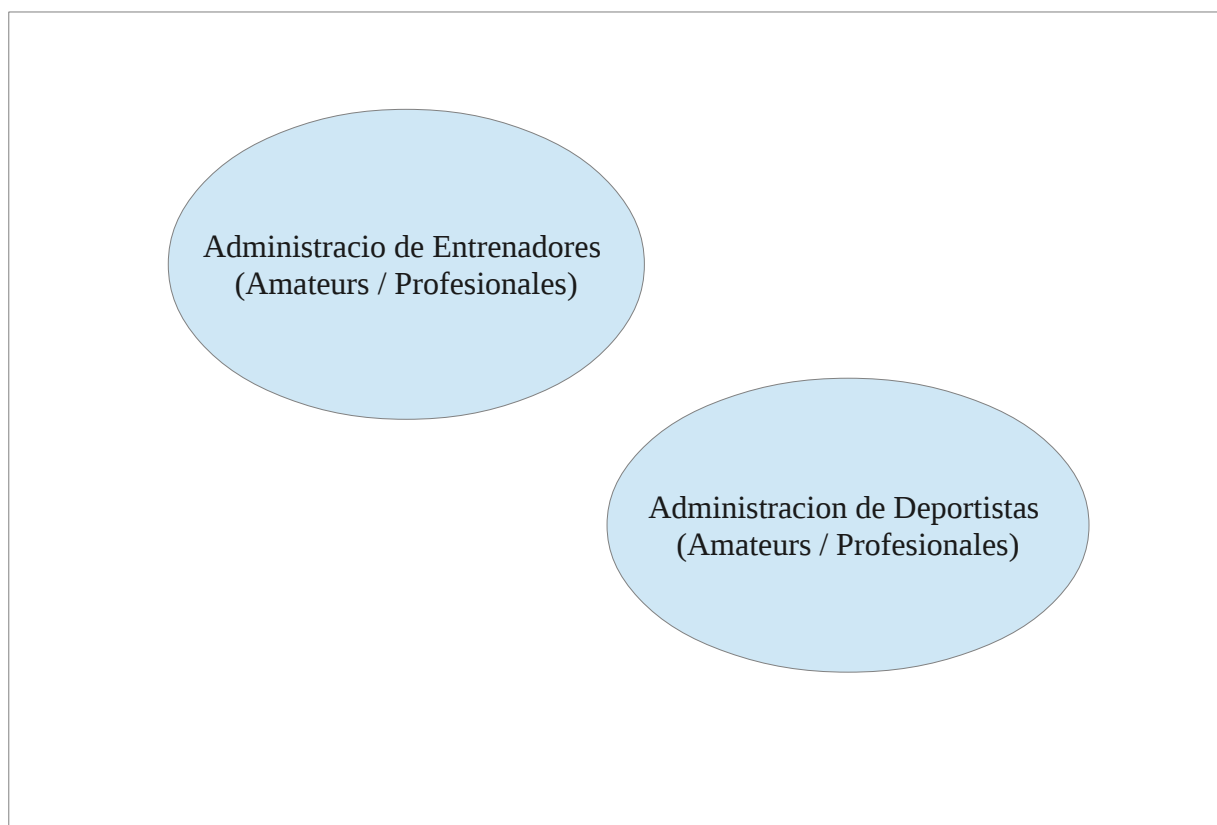 Administracio de Entrenadores
(Amateurs / Profesionales)
Administracion de Deportistas
(Amateurs / Profesionales)